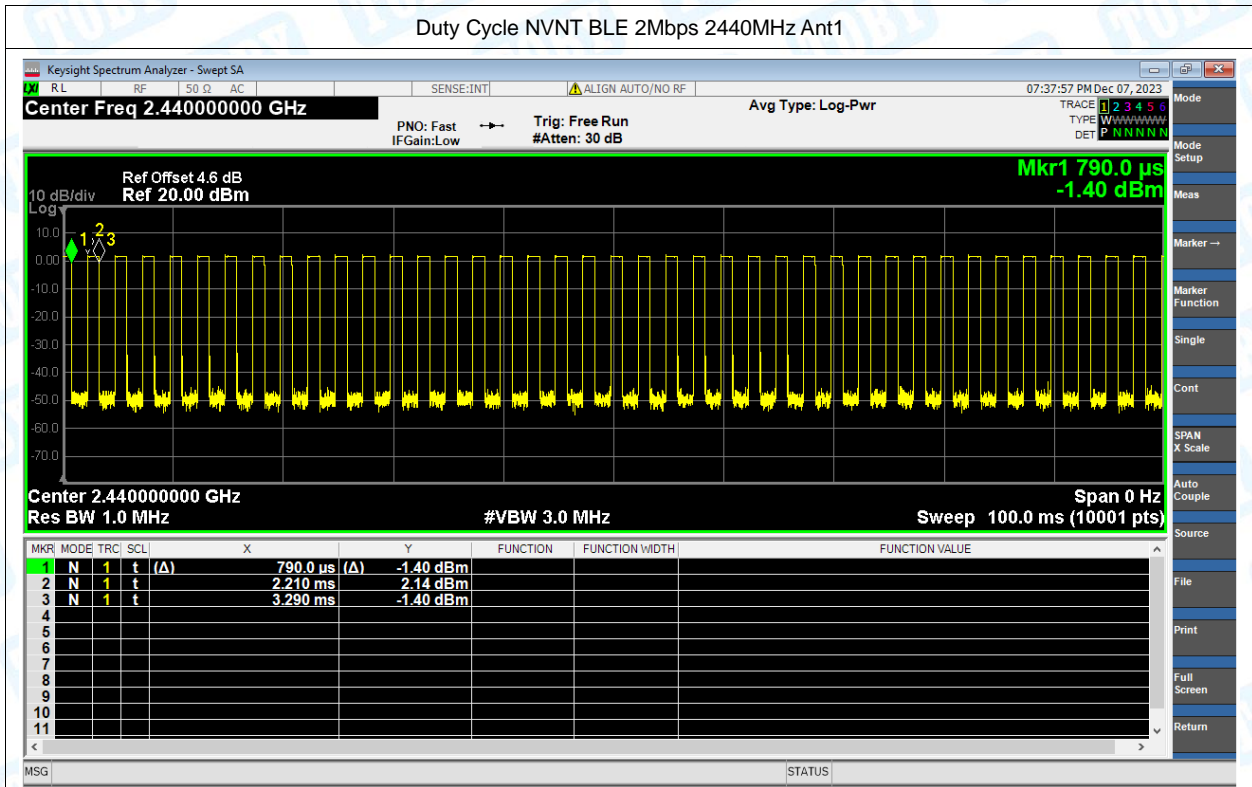 Duty Cycle NVNT BLE 2Mbps 2440MHz Ant1
Keysight Spectrum Analyzer - Swept SA
LXI RL RF 50 Ω AC SENSE:INT ALIGN AUTO/NO RF 07:37:57 PM Dec 07, 2023
Center Freq 2.440000000 GHz Avg Type: Log-Pwr TRACE 1 2 3 4 5 6
PNO: Fast Trig: Free Run TYPE WWWWWW
IFGain:Low #Atten: 30 dB DET P N N N N N
Mode
Mode Setup
Meas
Marker →
Marker Function
Single
Cont
SPAN X Scale
Auto Couple
Source
File
Print
Full Screen
Return
Mkr1 790.0 µs
-1.40 dBm
Ref Offset 4.6 dB
10 dB/div Ref 20.00 dBm
Log
1 2 3
10.0
0.00
-10.0
-20.0
-30.0
-40.0
-50.0
-60.0
-70.0
Center 2.440000000 GHz Span 0 Hz
Res BW 1.0 MHz #VBW 3.0 MHz Sweep 100.0 ms (10001 pts)
MKR MODE TRC SCL X Y FUNCTION FUNCTION WIDTH FUNCTION VALUE
1 N 1 t (Δ) 790.0 µs (Δ) -1.40 dBm
2 N 1 t 2.210 ms 2.14 dBm
3 N 1 t 3.290 ms -1.40 dBm
4
5
6
7
8
9
10
11
MSG STATUS